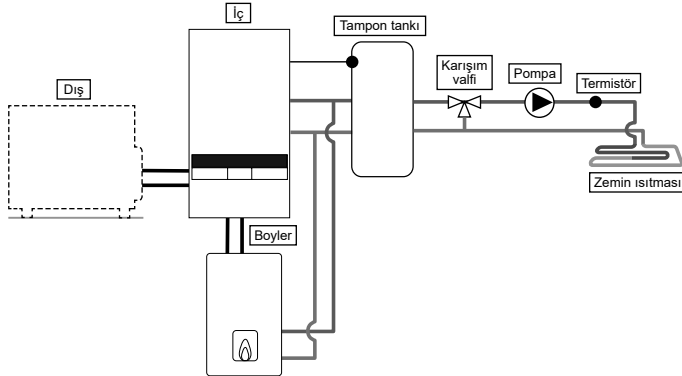 İç
Tampon tankı
Karışım
valfi
Pompa
Termistör
Dış
Zemin ısıtması
Boyler